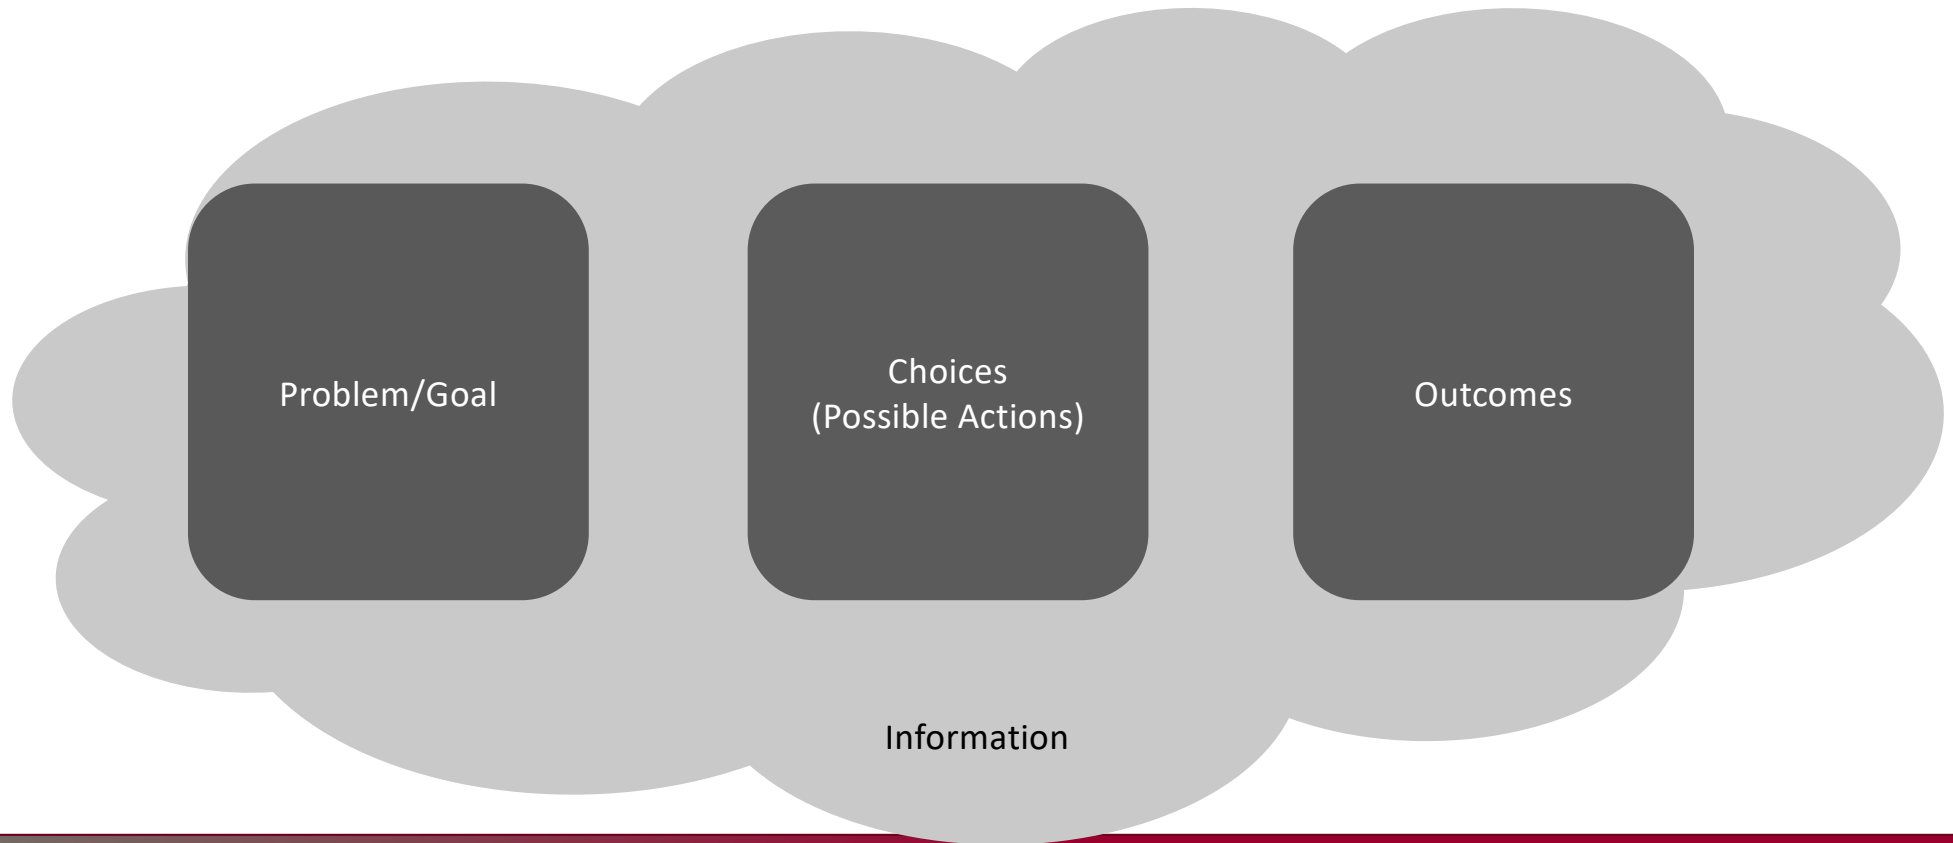 Problem/Goal
Choices
(Possible Actions)
Outcomes
Information